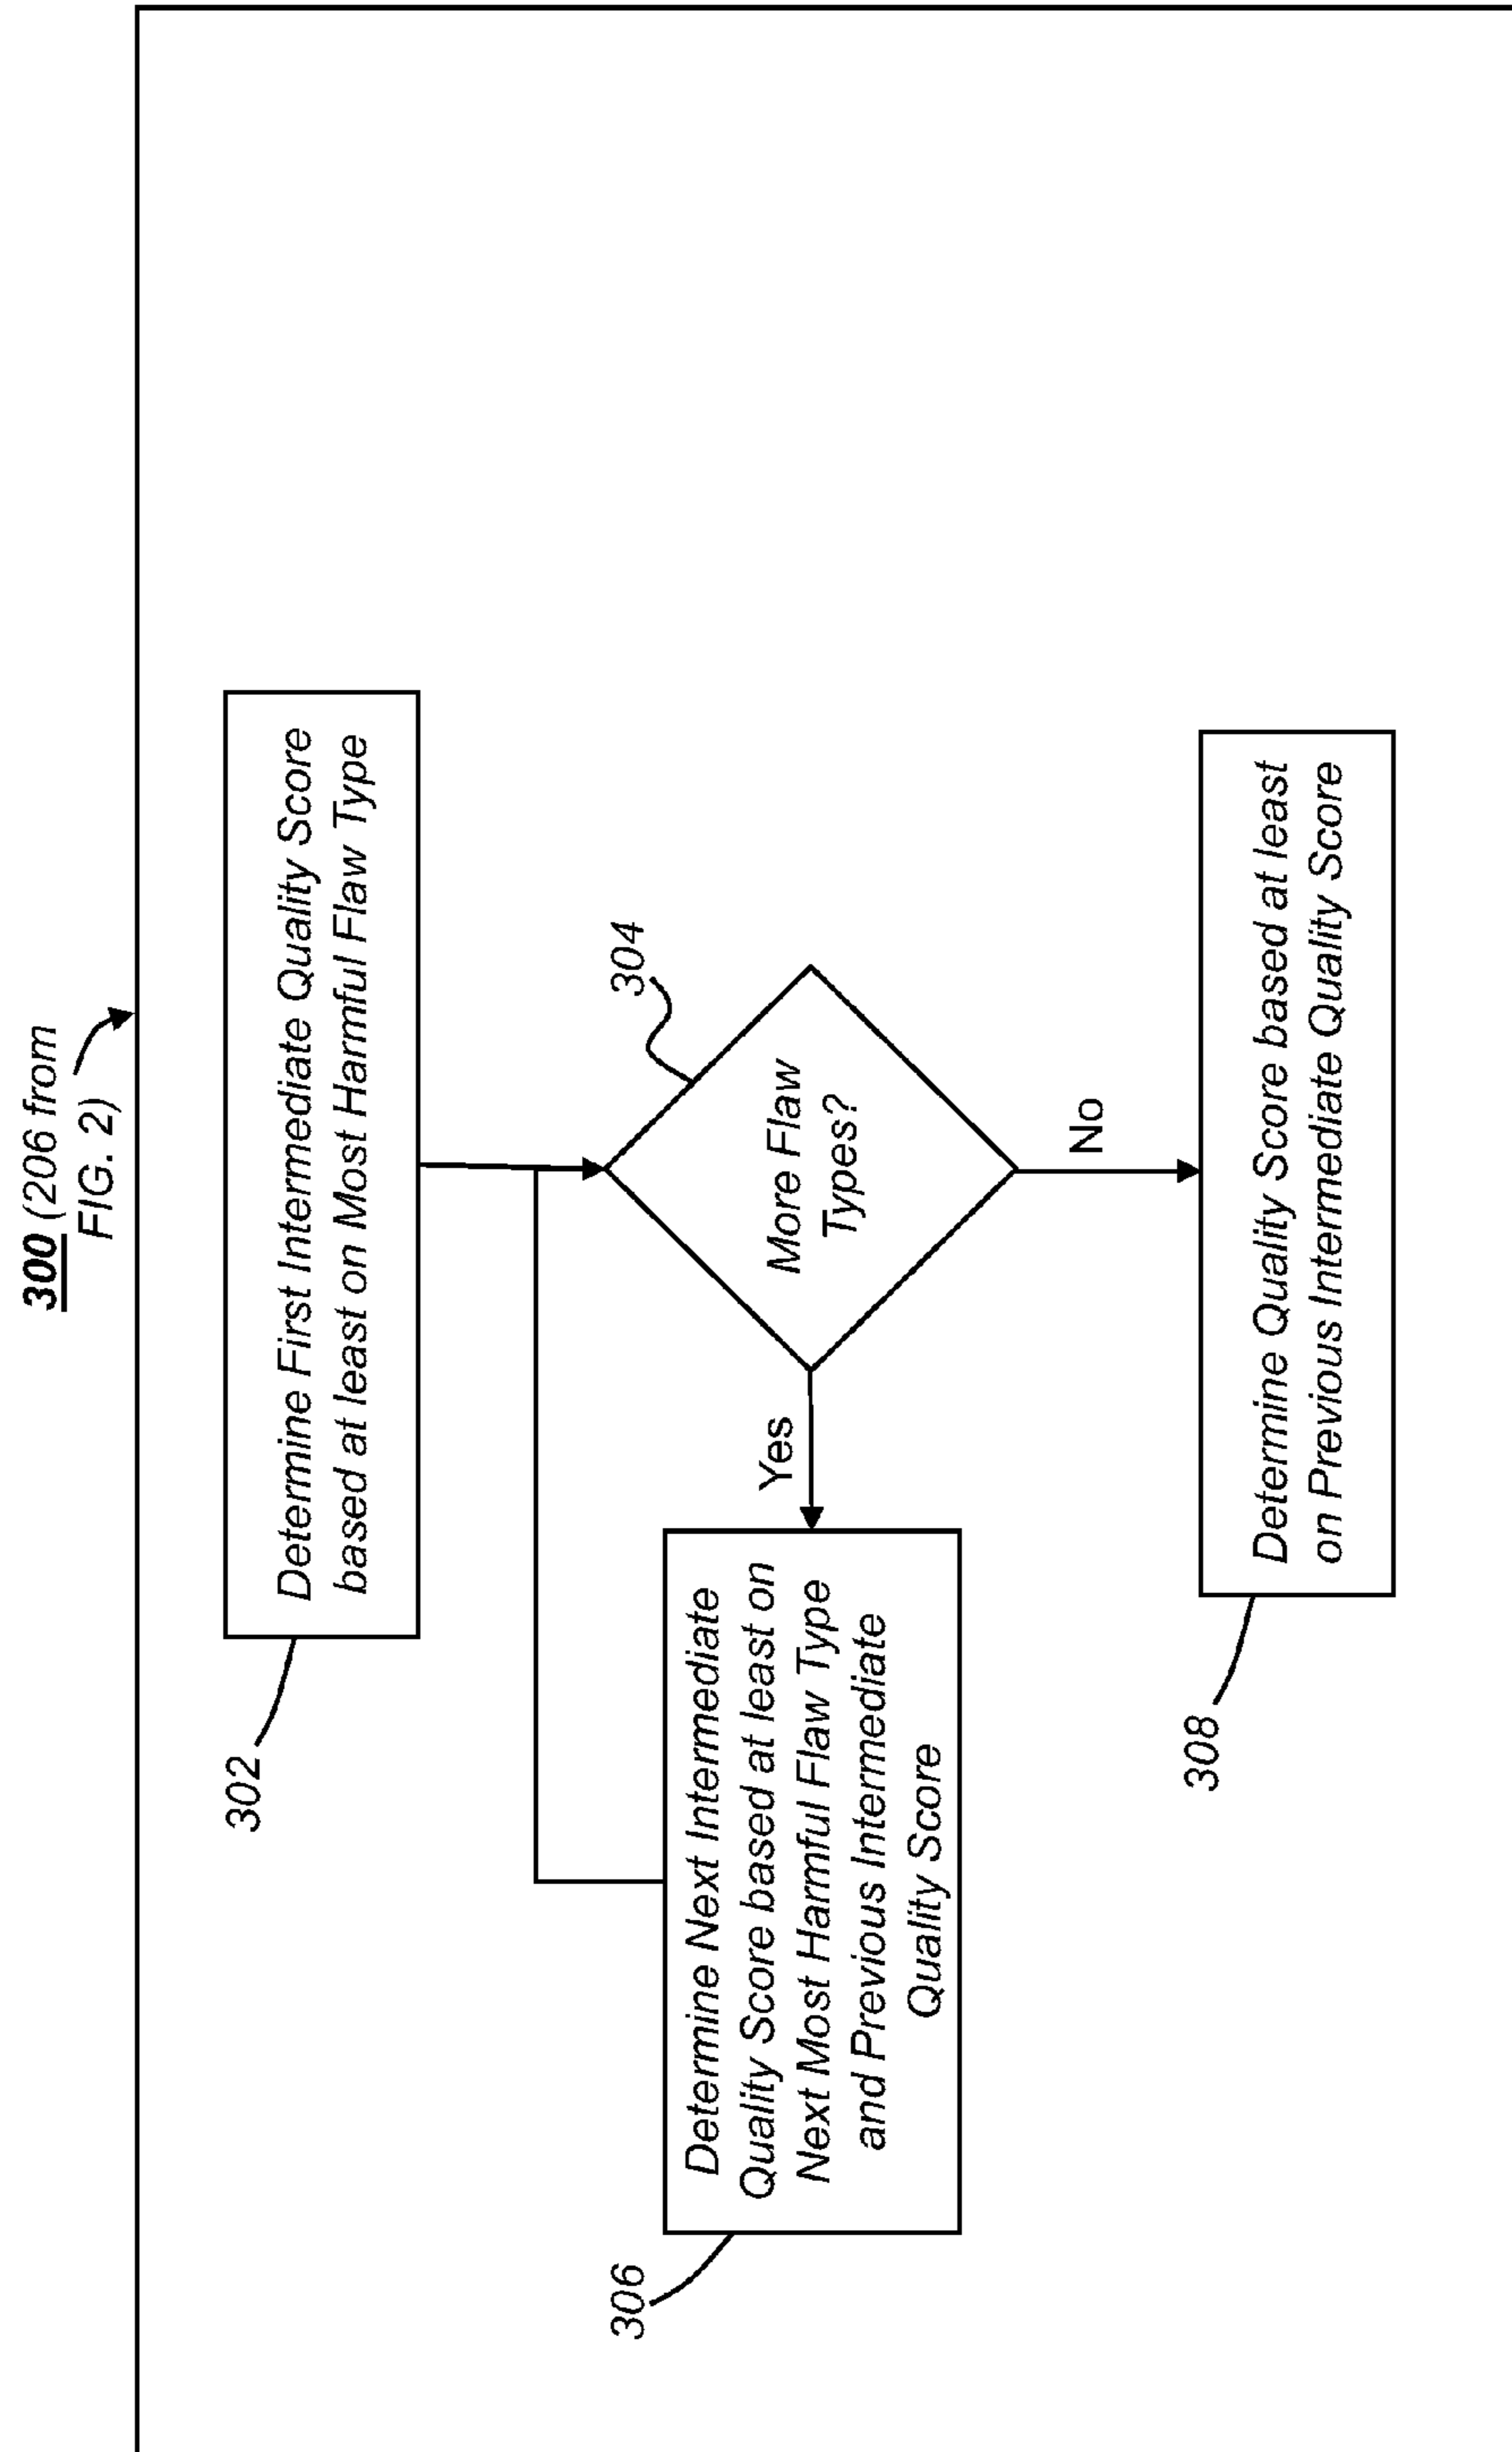 300 (206 from
FIG. 2)
302
Determine First Intermediate Quality Score
based at least on Most Harmful Flaw Type
304
More Flaw
Types?
Yes
No
306
Determine Next Intermediate
Quality Score based at least on
Next Most Harmful Flaw Type
and Previous Intermediate
Quality Score
308
Determine Quality Score based at least
on Previous Intermediate Quality Score